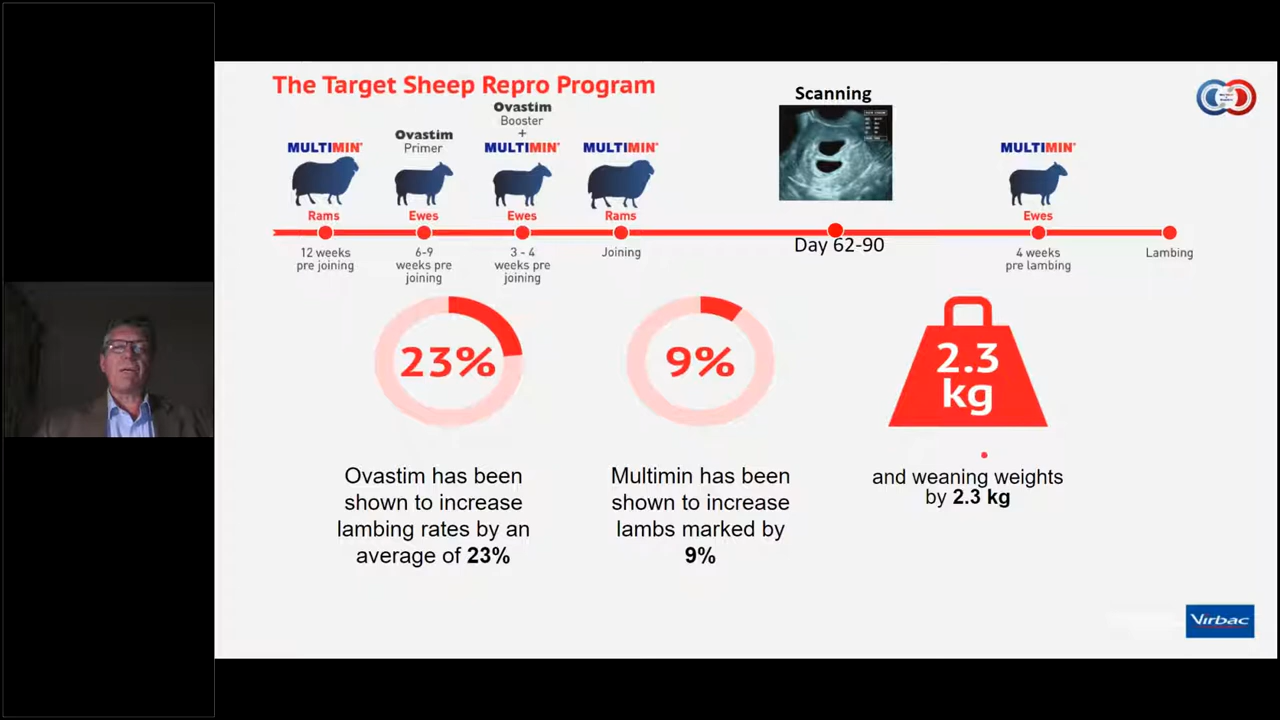 The Target Sheep Repro Program
MULTIMIN®
Rams
12 weeks
pre joining
Ovastim
Primer
Ewes
6-9
weeks pre
joining
Ovastim
Booster
+
MULTIMIN®
Ewes
3 - 4
weeks pre
joining
MULTIMIN®
Rams
Joining
Scanning
Day 62-90
MULTIMIN®
Ewes
4 weeks
pre lambing
Lambing
23%
Ovastim has been
shown to increase
lambing rates by an
average of 23%
9%
Multimin has been
shown to increase
lambs marked by
9%
2.3
kg
and weaning weights
by 2.3 kg
Virbac